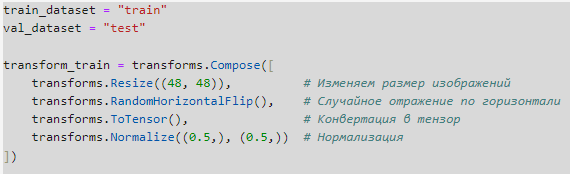 train_dataset = "train"
val_dataset = "test"

transform_train = transforms.Compose([
    transforms.Resize((48, 48)),         # Изменяем размер изображений
    transforms.RandomHorizontalFlip(),   # Случайное отражение по горизонтали
    transforms.ToTensor(),               # Конвертация в тензор
    transforms.Normalize((0.5,), (0.5,))  # Нормализация
])